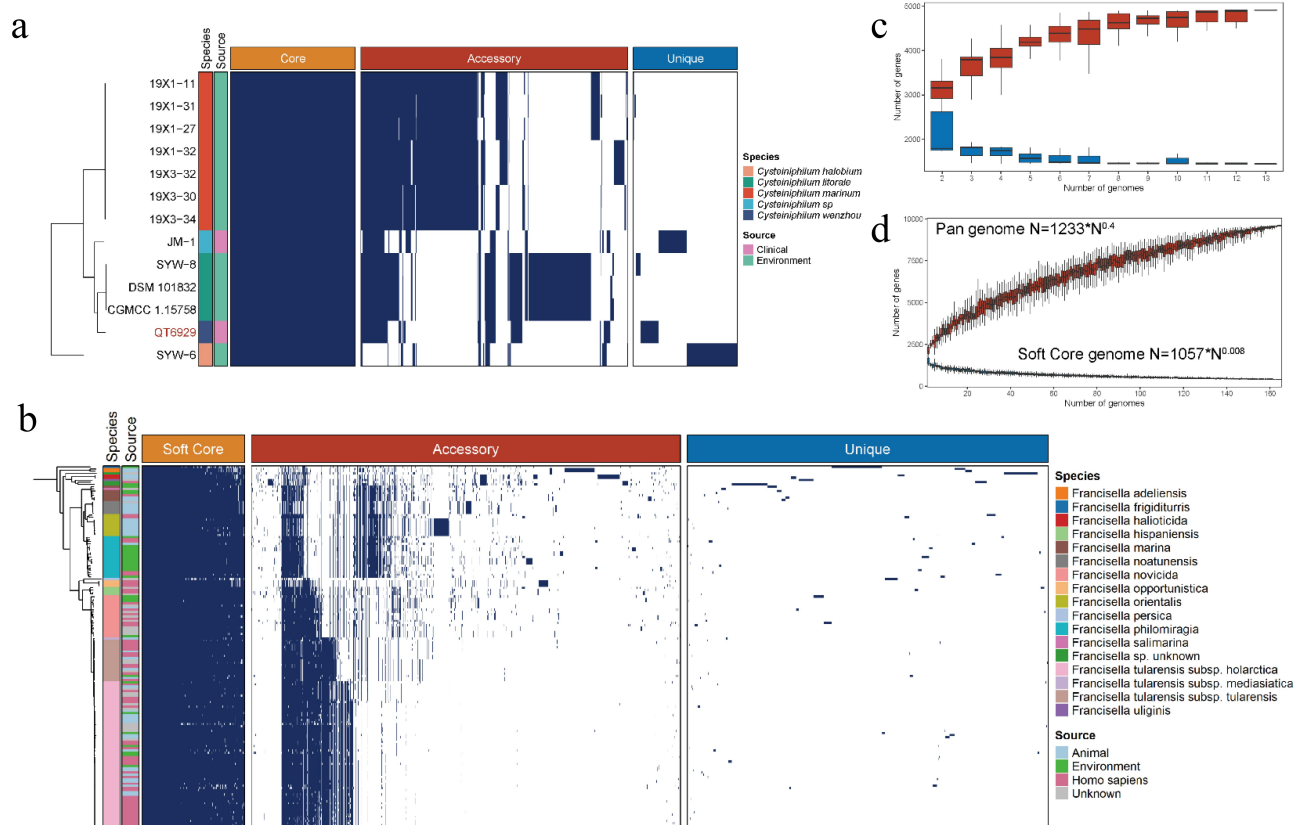 a
Species
Source
Core
Accessory
Unique
19X1-11
19X1-31
19X1-27
19X1-32
19X3-32
19X3-30
19X3-34
JM-1
SYW-8
DSM 101832
CGMCC 1.15758
QT6929
SYW-6
Species
Cysteiniphilum halobium
Cysteiniphilum litorale
Cysteiniphilum marinum
Cysteiniphilum sp
Cysteiniphilum wenzhou
Source
Clinical
Environment
c
Number of genes
5000
4000
3000
2000
2 3 4 5 6 7 8 9 10 11 12 13
Number of genomes
d
Pan genome N=1233*N^0.4
Soft Core genome N=1057*N^0.008
Number of genes
10000
7500
5000
2500
0
20 40 60 80 100 120 140 160
Number of genomes
b
Species
Source
Soft Core
Accessory
Unique
Species
Francisella adeliensis
Francisella frigiditurris
Francisella halioticida
Francisella hispaniensis
Francisella marina
Francisella noatunensis
Francisella novicida
Francisella opportunistica
Francisella orientalis
Francisella persica
Francisella philomiragia
Francisella salimarina
Francisella sp. unknown
Francisella tularensis subsp. holarctica
Francisella tularensis subsp. mediasiatica
Francisella tularensis subsp. tularensis
Francisella uliginis
Source
Animal
Environment
Homo sapiens
Unknown